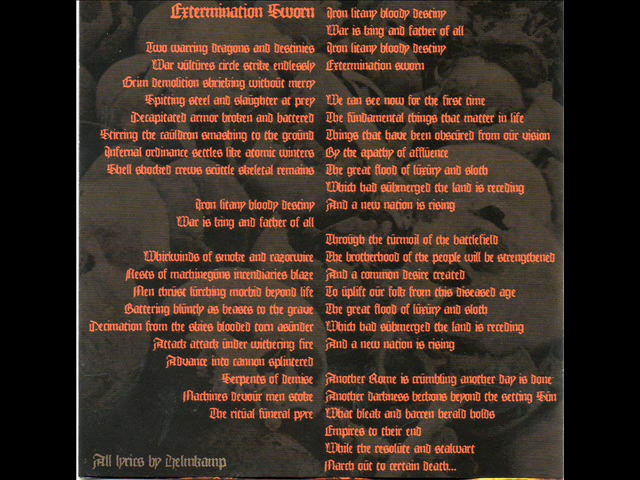 Extermination Sworn
Two warring dragons and destinies
War vultures circle strike endlessly
Grim demolition shrieking without mercy
Spitting steel and slaughter at prey
Decapitated armor broken and battered
Stirring the cauldron smashing to the ground
Infernal ordinance settles like atomic winters
Shell shocked crews scuttle skeletal remains
Iron litany bloody destiny
War is king and father of all
Whirlwinds of smoke and razorwire
Nests of machineguns incendiaries blaze
Men thrust lurching morbid beyond life
Battering bluntly as beasts to the grave
Decimation from the skies blooded torn asunder
Attack attack under withering fire
Advance into cannon splintered
Serpents of demise
Machines devour men stoke
The ritual funeral pyre
Iron litany bloody destiny
War is king and father of all
Iron litany bloody destiny
Extermination sworn
We can see now for the first time
The fundamental things that matter in life
Things that have been obscured from our vision
By the apathy of affluence
The great flood of luxury and sloth
Which had submerged the land is receding
And a new nation is rising
Through the turmoil of the battlefield
The brotherhood of the people will be strengthened
And a common desire created
To uplift our folk from this diseased age
The great flood of luxury and sloth
Which had submerged the land is receding
And a new nation is rising
Another Rome is crumbling another day is done
Another darkness beckons beyond the setting Sun
What bleak and barren herald holds
Empires to their end
While the resolute and stalwart
March out to certain death...
All lyrics by Helmkamp